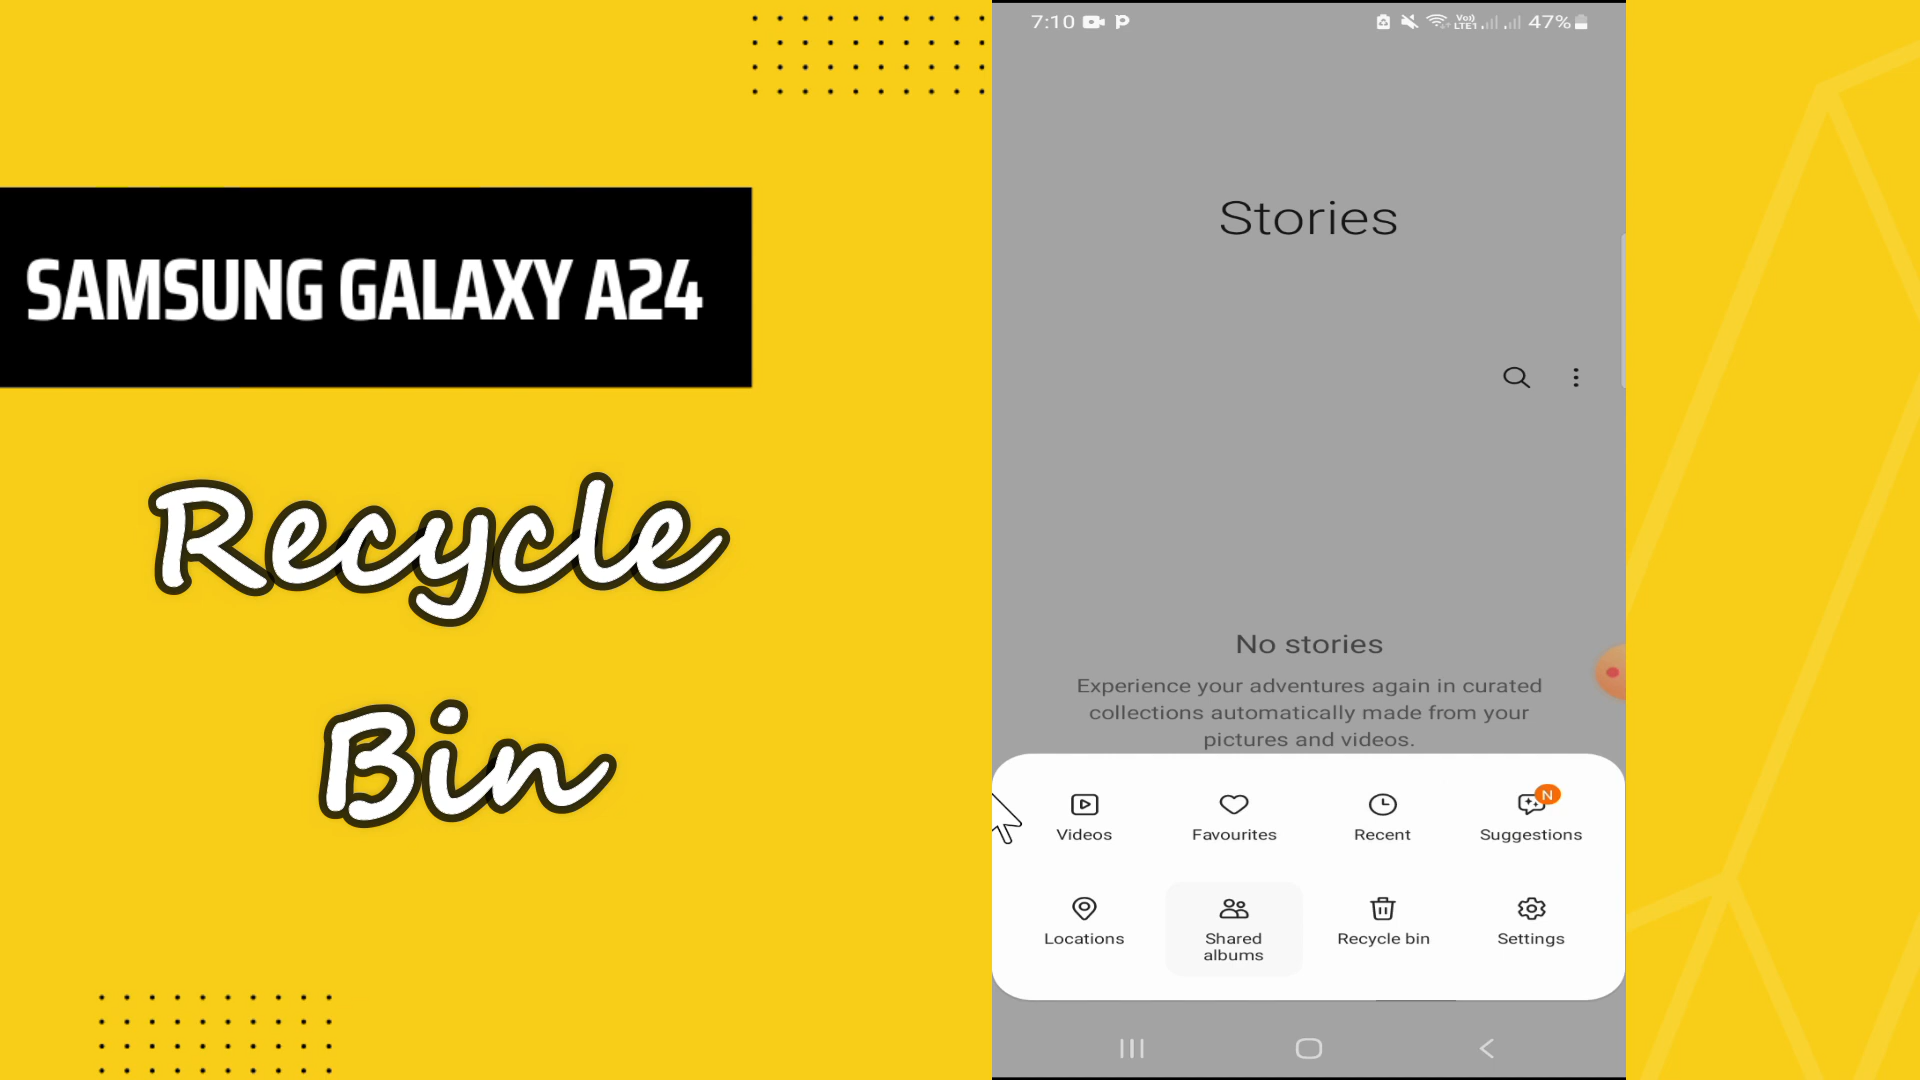 SAMSUNG GALAXY A24
Recycle
Bin
7:10 47%
Stories
No stories
Experience your adventures again in curated
collections automatically made from your
pictures and videos.
Videos Favourites Recent Suggestions
N
Locations Shared albums Recycle bin Settings